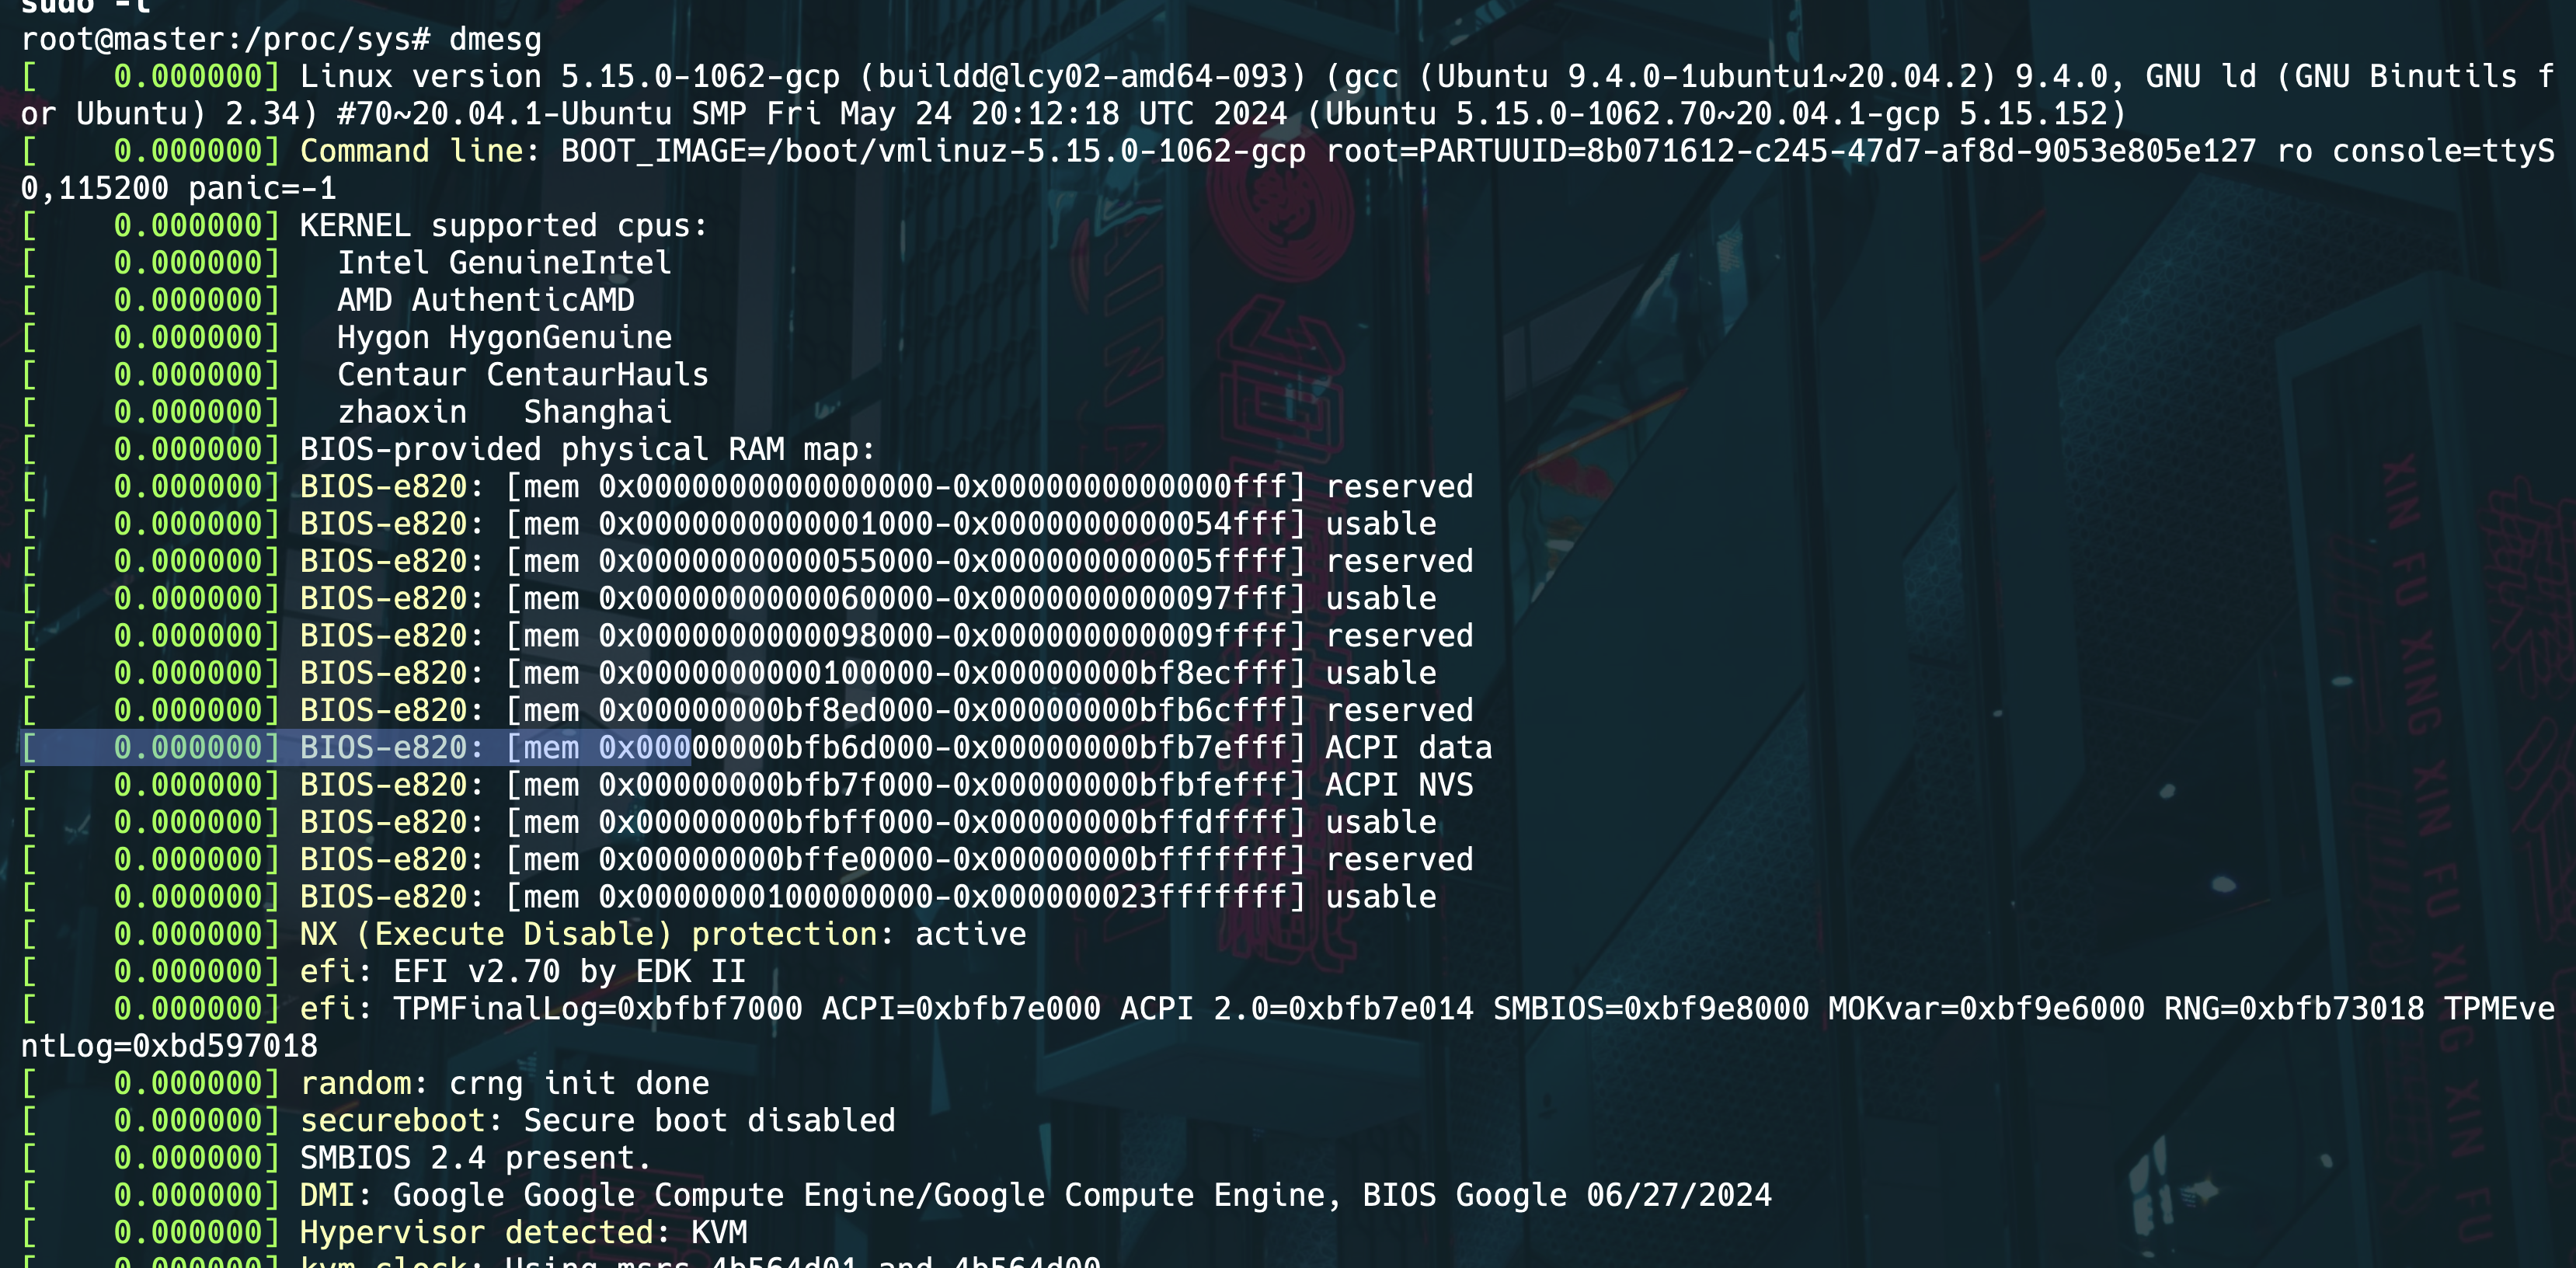 sudo -l
root@master:/proc/sys# dmesg
[    0.000000] Linux version 5.15.0-1062-gcp (buildd@lcy02-amd64-093) (gcc (Ubuntu 9.4.0-1ubuntu1~20.04.2) 9.4.0, GNU ld (GNU Binutils f
or Ubuntu) 2.34) #70~20.04.1-Ubuntu SMP Fri May 24 20:12:18 UTC 2024 (Ubuntu 5.15.0-1062.70~20.04.1-gcp 5.15.152)
[    0.000000] Command line: BOOT_IMAGE=/boot/vmlinuz-5.15.0-1062-gcp root=PARTUUID=8b071612-c245-47d7-af8d-9053e805e127 ro console=ttyS
0,115200 panic=-1
[    0.000000] KERNEL supported cpus:
[    0.000000]   Intel GenuineIntel
[    0.000000]   AMD AuthenticAMD
[    0.000000]   Hygon HygonGenuine
[    0.000000]   Centaur CentaurHauls
[    0.000000]   zhaoxin   Shanghai
[    0.000000] BIOS-provided physical RAM map:
[    0.000000] BIOS-e820: [mem 0x0000000000000000-0x0000000000000fff] reserved
[    0.000000] BIOS-e820: [mem 0x0000000000001000-0x0000000000054fff] usable
[    0.000000] BIOS-e820: [mem 0x0000000000055000-0x000000000005ffff] reserved
[    0.000000] BIOS-e820: [mem 0x0000000000060000-0x0000000000097fff] usable
[    0.000000] BIOS-e820: [mem 0x0000000000098000-0x000000000009ffff] reserved
[    0.000000] BIOS-e820: [mem 0x0000000000100000-0x00000000bf8ecfff] usable
[    0.000000] BIOS-e820: [mem 0x00000000bf8ed000-0x00000000bfb6cfff] reserved
[    0.000000] BIOS-e820: [mem 0x00000000bfb6d000-0x00000000bfb7efff] ACPI data
[    0.000000] BIOS-e820: [mem 0x00000000bfb7f000-0x00000000bfbfefff] ACPI NVS
[    0.000000] BIOS-e820: [mem 0x00000000bfbff000-0x00000000bffdffff] usable
[    0.000000] BIOS-e820: [mem 0x00000000bffe0000-0x00000000bfffffff] reserved
[    0.000000] BIOS-e820: [mem 0x0000000100000000-0x000000023fffffff] usable
[    0.000000] NX (Execute Disable) protection: active
[    0.000000] efi: EFI v2.70 by EDK II
[    0.000000] efi: TPMFinalLog=0xbfbf7000 ACPI=0xbfb7e000 ACPI 2.0=0xbfb7e014 SMBIOS=0xbf9e8000 MOKvar=0xbf9e6000 RNG=0xbfb73018 TPMEve
ntLog=0xbd597018
[    0.000000] random: crng init done
[    0.000000] secureboot: Secure boot disabled
[    0.000000] SMBIOS 2.4 present.
[    0.000000] DMI: Google Google Compute Engine/Google Compute Engine, BIOS Google 06/27/2024
[    0.000000] Hypervisor detected: KVM
[    0.000000] kvm-clock: Using msrs 4b564d01 and 4b564d00
XIN FU XING XIN FU XING XIN FU